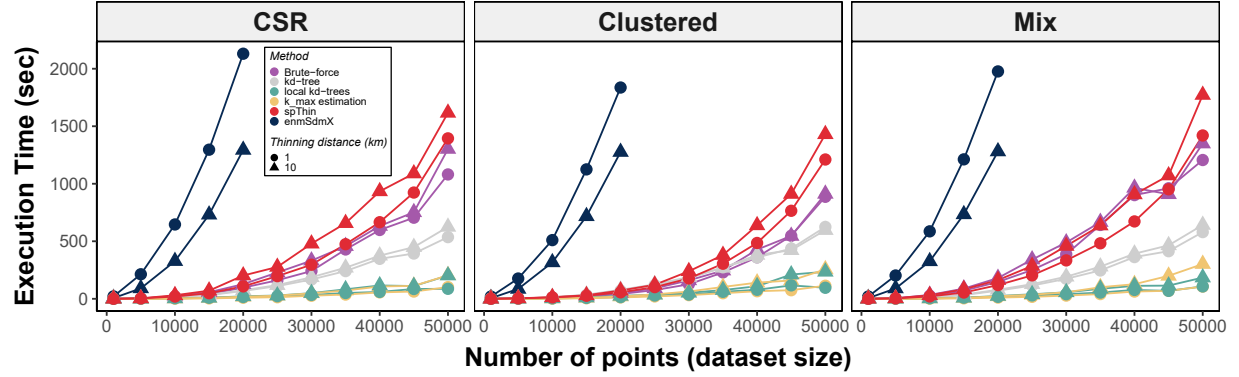 CSR
Clustered
Mix
Execution Time (sec)
2000
1500
1000
500
0
Method
Brute−force
kd−tree
local kd−trees
k_max estimation
spThin
enmSdmX
Thinning distance (km)
1
10
0 10000 20000 30000 40000 50000
0 10000 20000 30000 40000 50000
0 10000 20000 30000 40000 50000
Number of points (dataset size)